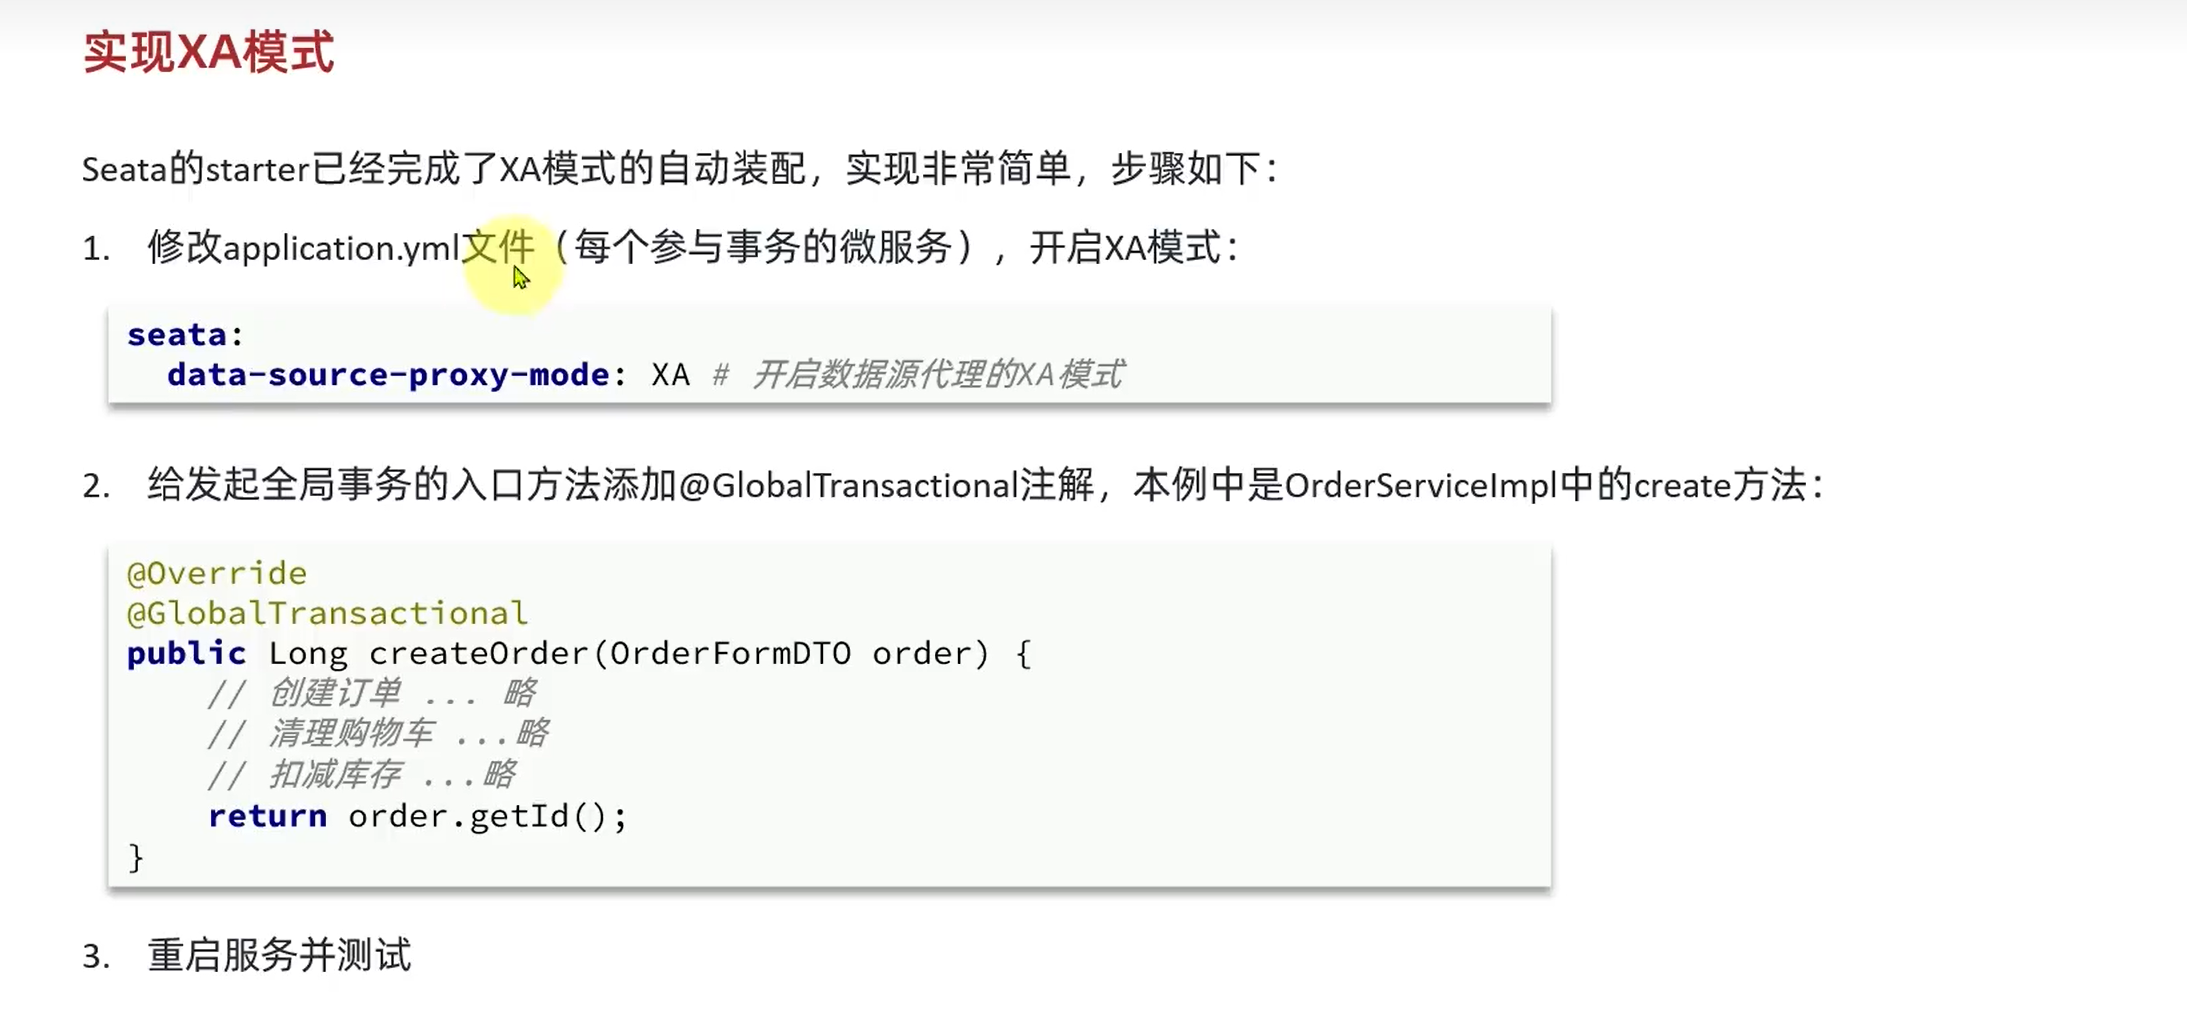 实现XA模式
Seata的starter已经完成了XA模式的自动装配，实现非常简单，步骤如下：
1. 修改application.yml文件（每个参与事务的微服务），开启XA模式：
seata:
  data-source-proxy-mode: XA # 开启数据源代理的XA模式
2. 给发起全局事务的入口方法添加@GlobalTransactional注解，本例中是OrderServiceImpl中的create方法：
@Override
@GlobalTransactional
public Long createOrder(OrderFormDTO order) {
    // 创建订单 ... 略
    // 清理购物车 ...略
    // 扣减库存 ...略
    return order.getId();
}
3. 重启服务并测试